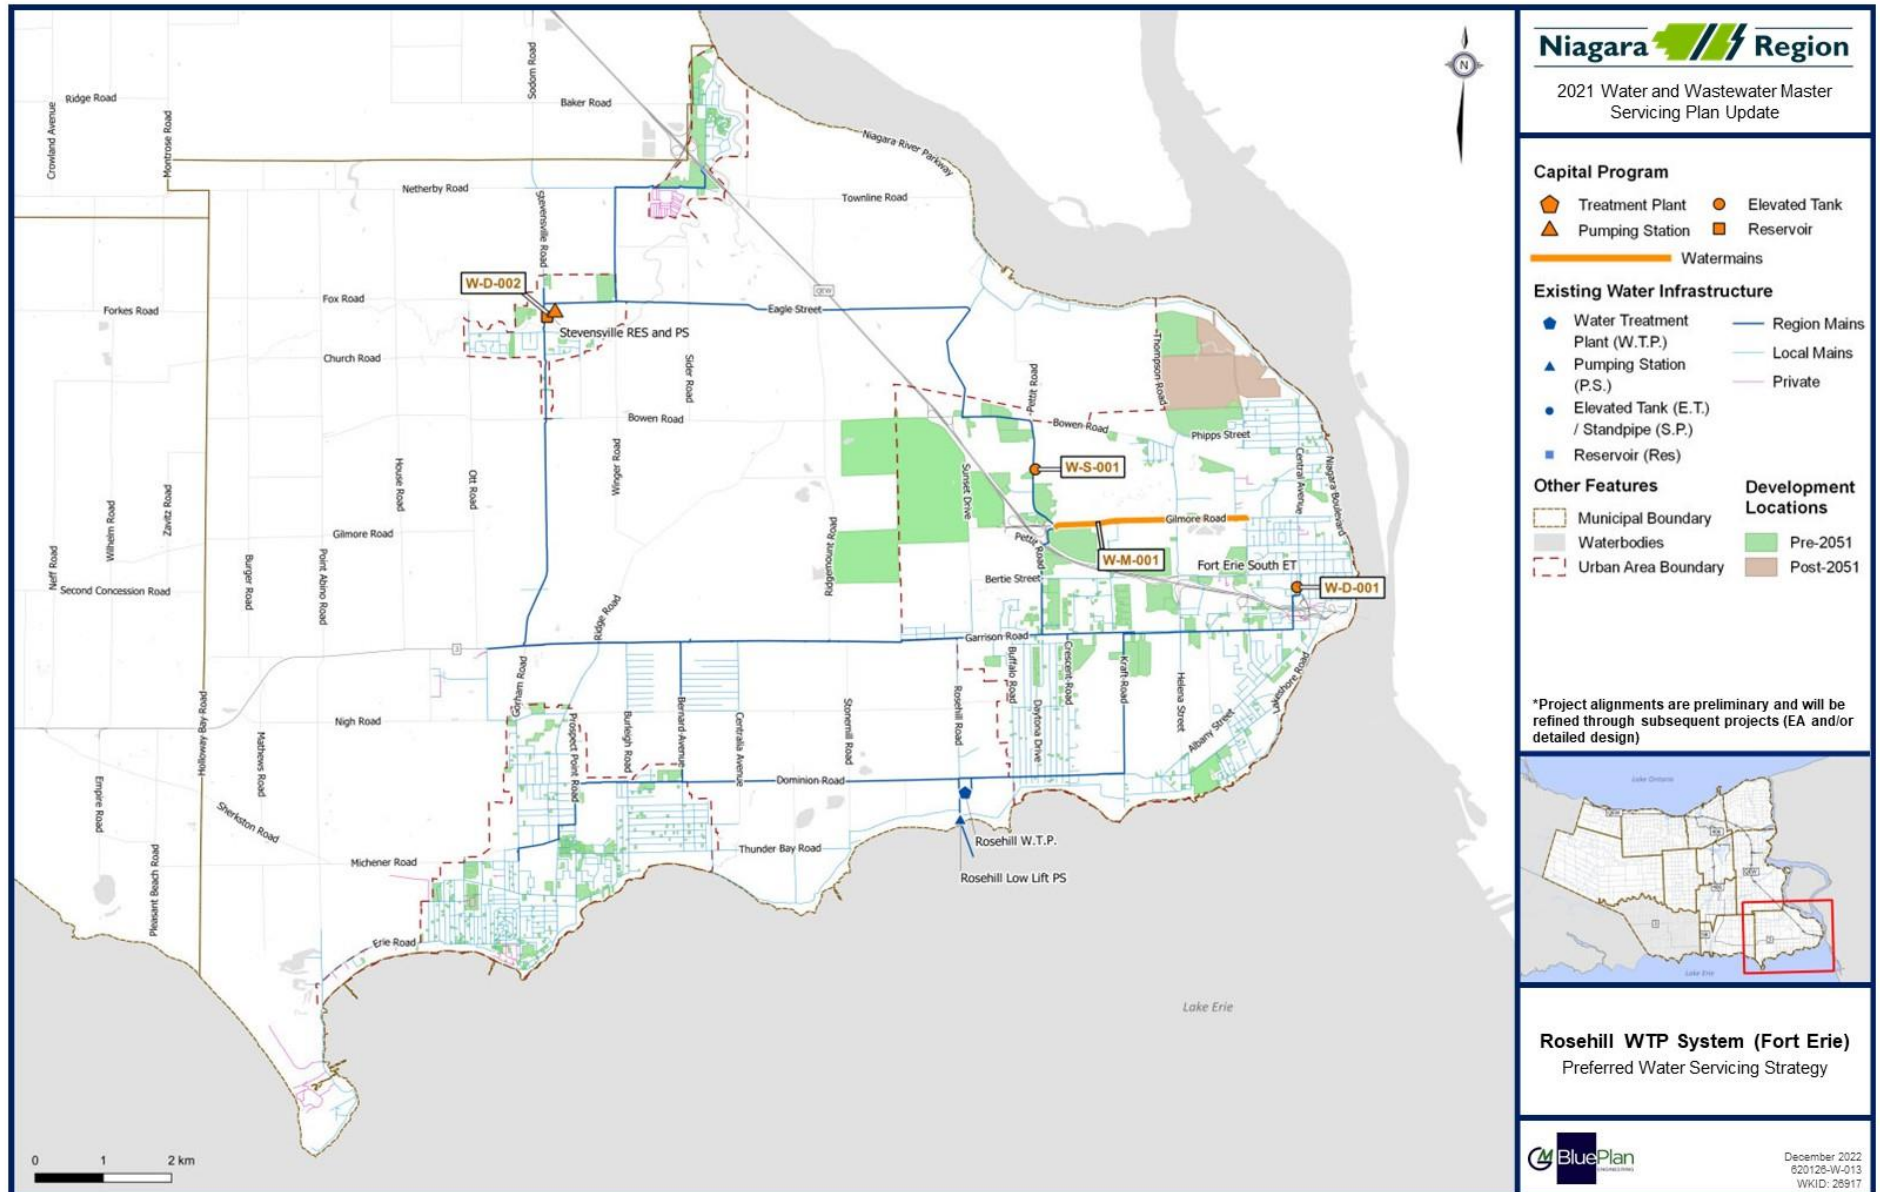 Sodom Road
Ridge Road
Baker Road
Crowland Avenue
Montrose Road
Niagara River Parkway
Netherby Road
Townline Road
Stevensville Road
W-D-002
Fox Road
QEW
Forkes Road
Eagle Street
Stevensville RES and PS
Church Road
Sider Road
Pettit Road
Thompson Road
Bowen Road
Bowen Road
Phipps Street
House Road
Ott Road
Winger Road
Sunset Drive
W-S-001
Central Avenue
Niagara Boulevard
Wilhelm Road
Zavitz Road
Gilmore Road
Ridgemount Road
Gilmore Road
Pettit Road
W-M-001
Neff Road
Burger Road
Point Abino Road
Second Concession Road
Bertie Street
Fort Erie South ET
W-D-001
Ridge Road
Garrison Road
3
Gorham Road
Buffalo Road
Crescent Road
Kraft Road
Helena Street
Holloway Bay Road
Nigh Road
Mathews Road
Prospect Point Road
Burleigh Road
Bernard Avenue
Centralia Avenue
Stonemill Road
Rosehill Road
Daytona Drive
Albany Street
Dominion Road
Empire Road
Sherkston Road
Rosehill W.T.P.
Thunder Bay Road
Michener Road
Pleasant Beach Road
Rosehill Low Lift PS
Erie Road
Lake Erie
0 1 2 km
N
Niagara Region
2021 Water and Wastewater Master
Servicing Plan Update
Capital Program
Treatment Plant
Elevated Tank
Pumping Station
Reservoir
Watermains
Existing Water Infrastructure
Water Treatment
Plant (W.T.P.)
Region Mains
Pumping Station
(P.S.)
Local Mains
Private
Elevated Tank (E.T.)
/ Standpipe (S.P.)
Reservoir (Res)
Other Features
Municipal Boundary
Waterbodies
Urban Area Boundary
Development
Locations
Pre-2051
Post-2051
*Project alignments are preliminary and will be
refined through subsequent projects (EA and/or
detailed design)
Lake Ontario
Lake Erie
Rosehill WTP System (Fort Erie)
Preferred Water Servicing Strategy
GM BluePlan
ENGINEERING
December 2022
620126-W-013
WKID: 26917